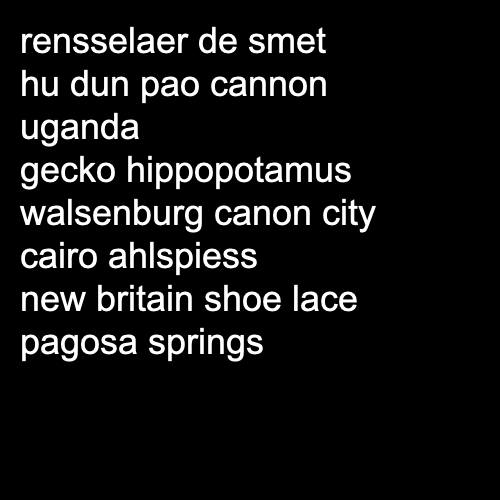 rensselaer de smet
hu dun pao cannon
uganda
gecko hippopotamus
walsenburg canon city
cairo ahlspiess
new britain shoe lace
pagosa springs